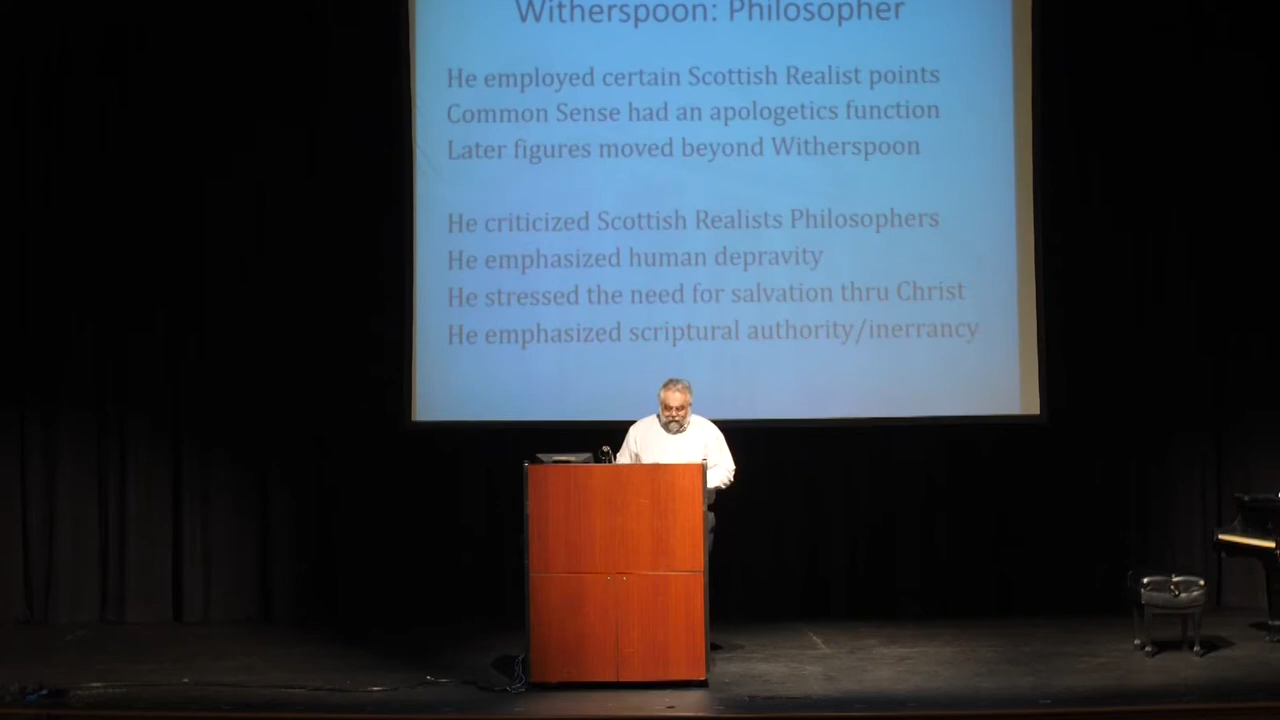 Witherspoon: Philosopher
He employed certain Scottish Realist points
Common Sense had an apologetics function
Later figures moved beyond Witherspoon
He criticized Scottish Realists Philosophers
He emphasized human depravity
He stressed the need for salvation thru Christ
He emphasized scriptural authority/inerrancy